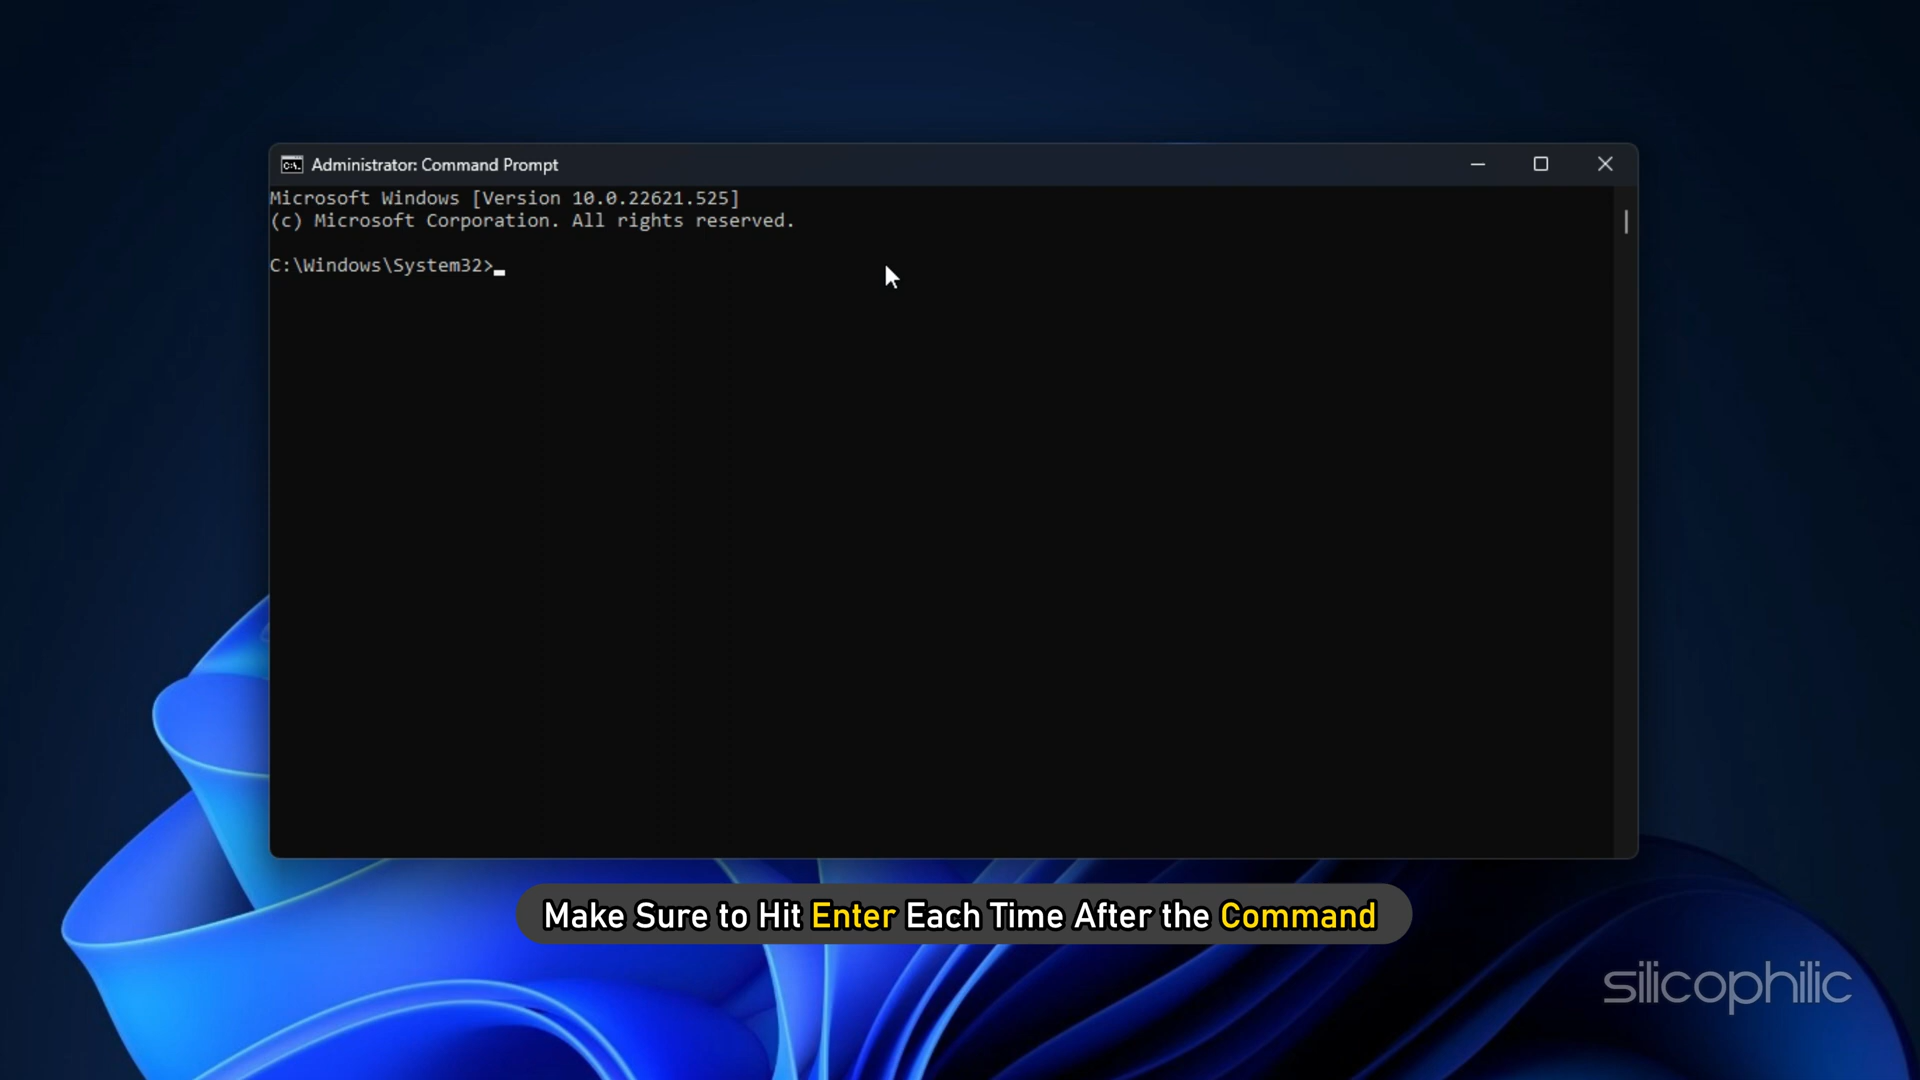 Administrator: Command Prompt
Microsoft Windows [Version 10.0.22621.525]
(c) Microsoft Corporation. All rights reserved.
C:\Windows\System32>
Make Sure to Hit Enter Each Time After the Command
silicophilic